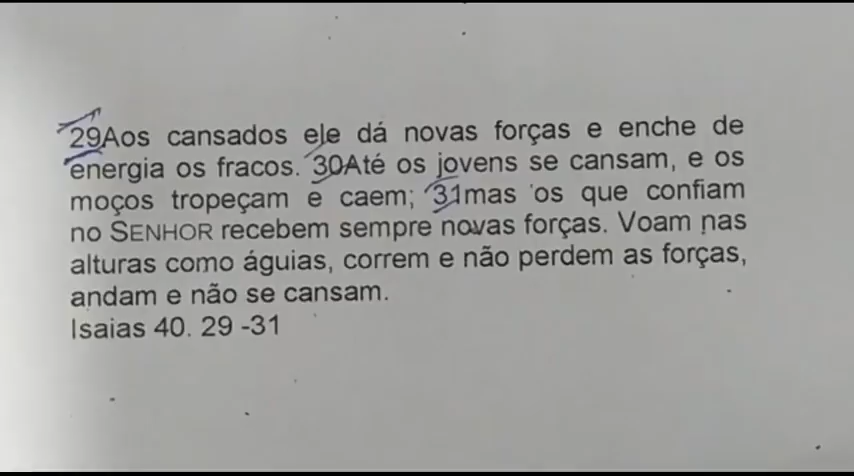 29Aos cansados ele dá novas forças e enche de
energia os fracos. 30Até os jovens se cansam, e os
moços tropeçam e caem; 31mas os que confiam
no SENHOR recebem sempre novas forças. Voam nas
alturas como águias, correm e não perdem as forças,
andam e não se cansam.
Isaias 40. 29 -31